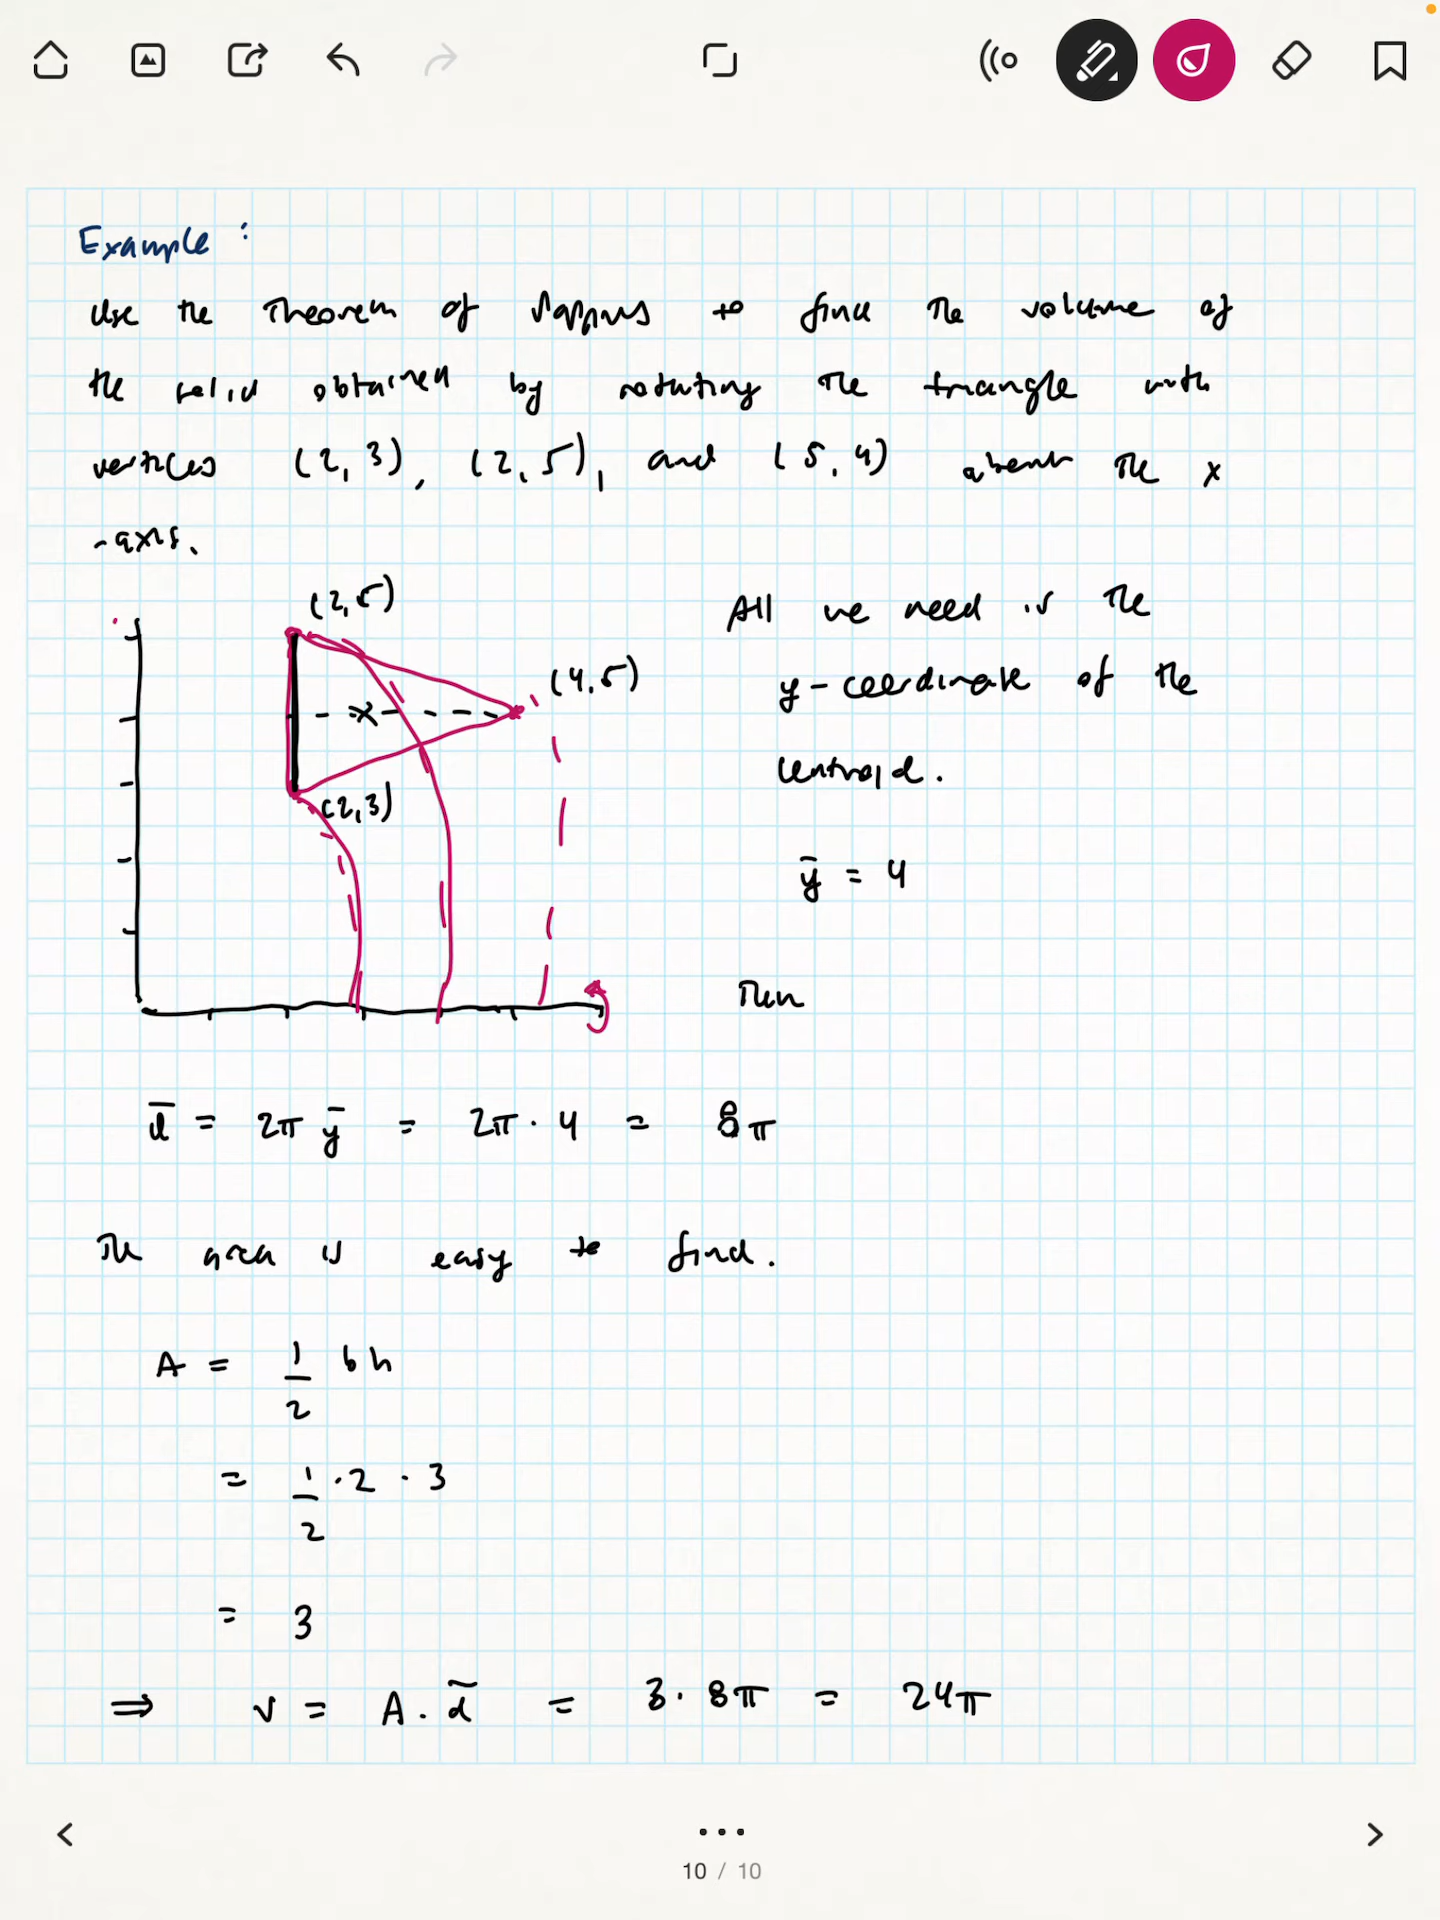 Example :
Use the Theorem of Pappus to find the volume of
the solid obtained by rotating the triangle with
vertices (2, 3), (2, 5), and (5, 4) about the x
-axis.
(2,5)
(4,5)
(2,3)
All we need is the
y-coordinate of the
centroid.
ȳ = 4
Then
d̄ = 2π ȳ = 2π · 4 = 8π
The area is easy to find.
A = 1/2 bh
= 1/2 · 2 · 3
= 3
⇒ V = A · d̄ = 3 · 8π = 24π
10 / 10